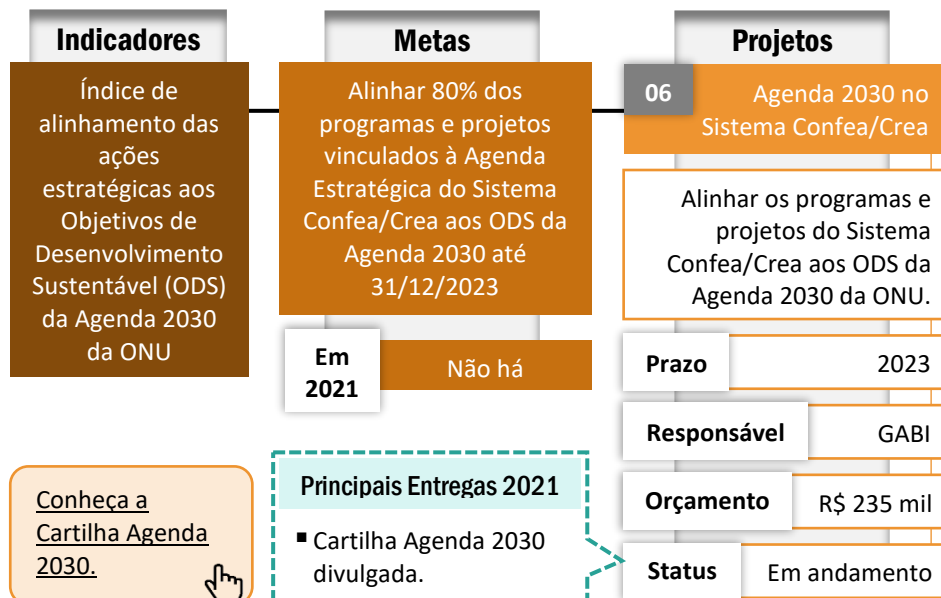 Indicadores
Índice de
alinhamento das
ações
estratégicas aos
Objetivos de
Desenvolvimento
Sustentável (ODS)
da Agenda 2030
da ONU
Conheça a
Cartilha Agenda
2030.
Metas
Alinhar 80% dos
programas e projetos
vinculados à Agenda
Estratégica do Sistema
Confea/Crea aos ODS da
Agenda 2030 até
31/12/2023
Em
2021
Não há
Principais Entregas 2021
▪ Cartilha Agenda 2030
divulgada.
Projetos
06
Agenda 2030 no
Sistema Confea/Crea
Alinhar os programas e
projetos do Sistema
Confea/Crea aos ODS da
Agenda 2030 da ONU.
Prazo 2023
Responsável GABI
Orçamento R$ 235 mil
Status Em andamento